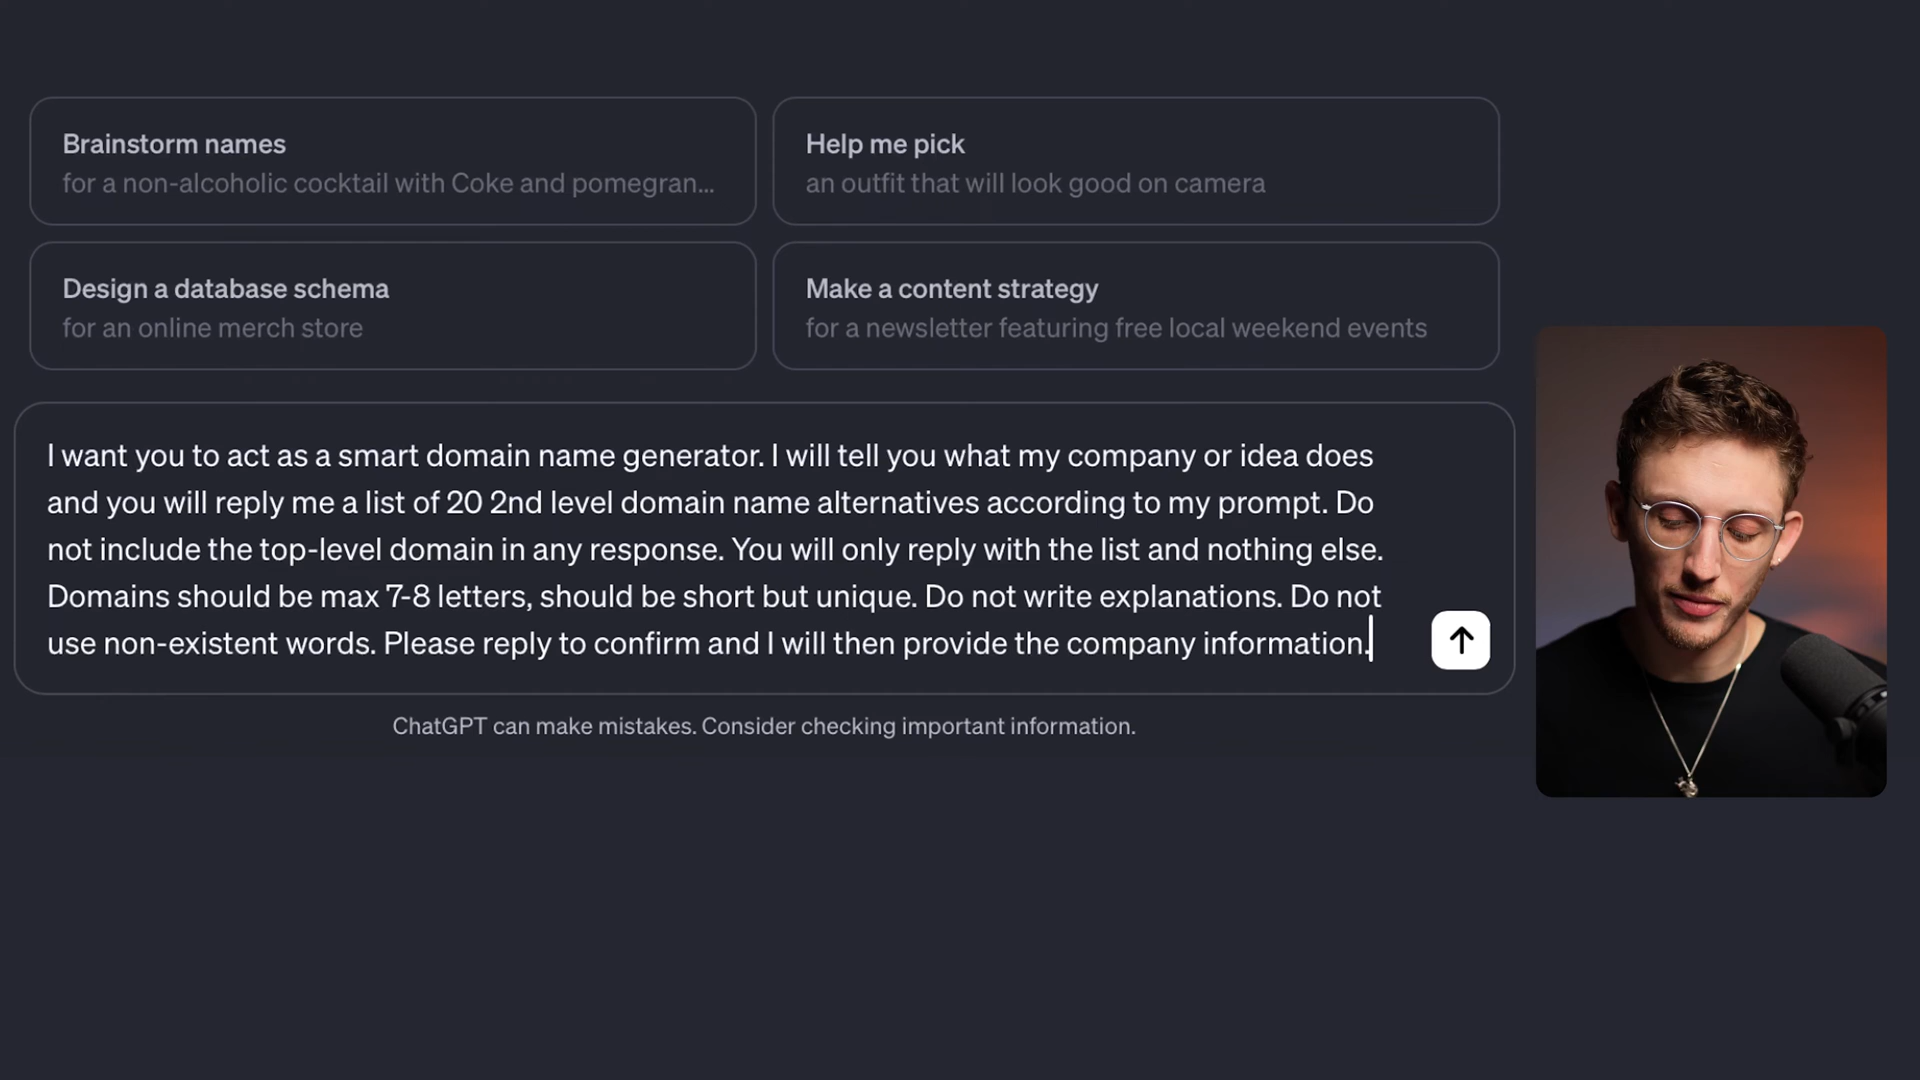 Brainstorm names
for a non-alcoholic cocktail with Coke and pomegran...
Help me pick
an outfit that will look good on camera
Design a database schema
for an online merch store
Make a content strategy
for a newsletter featuring free local weekend events
I want you to act as a smart domain name generator. I will tell you what my company or idea does
and you will reply me a list of 20 2nd level domain name alternatives according to my prompt. Do
not include the top-level domain in any response. You will only reply with the list and nothing else.
Domains should be max 7-8 letters, should be short but unique. Do not write explanations. Do not
use non-existent words. Please reply to confirm and I will then provide the company information.
ChatGPT can make mistakes. Consider checking important information.